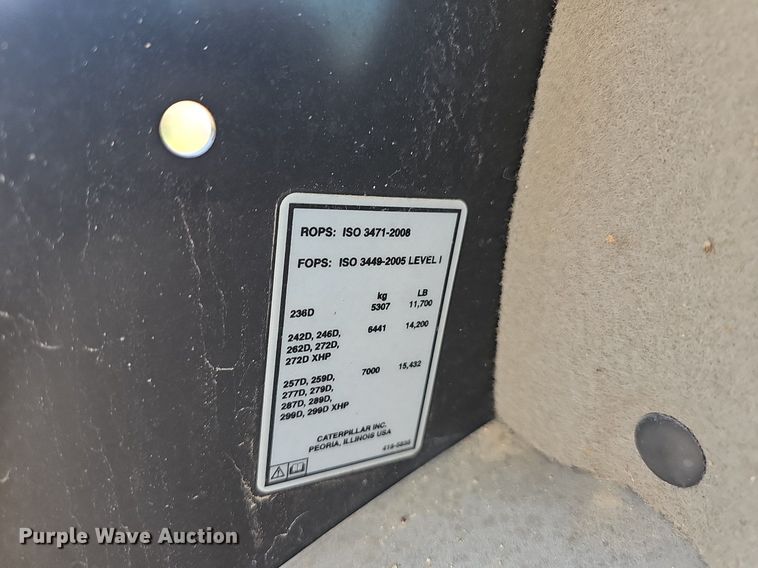 ROPS: ISO 3471-2008
FOPS: ISO 3449-2005 LEVEL I
kg LB
236D 5307 11,700
242D, 246D, 6441 14,200
262D, 272D,
272D XHP
257D, 259D, 7000 15,432
277D, 279D,
287D, 289D,
299D, 299D XHP
CATERPILLAR INC.
PEORIA, ILLINOIS USA
Purple Wave Auction